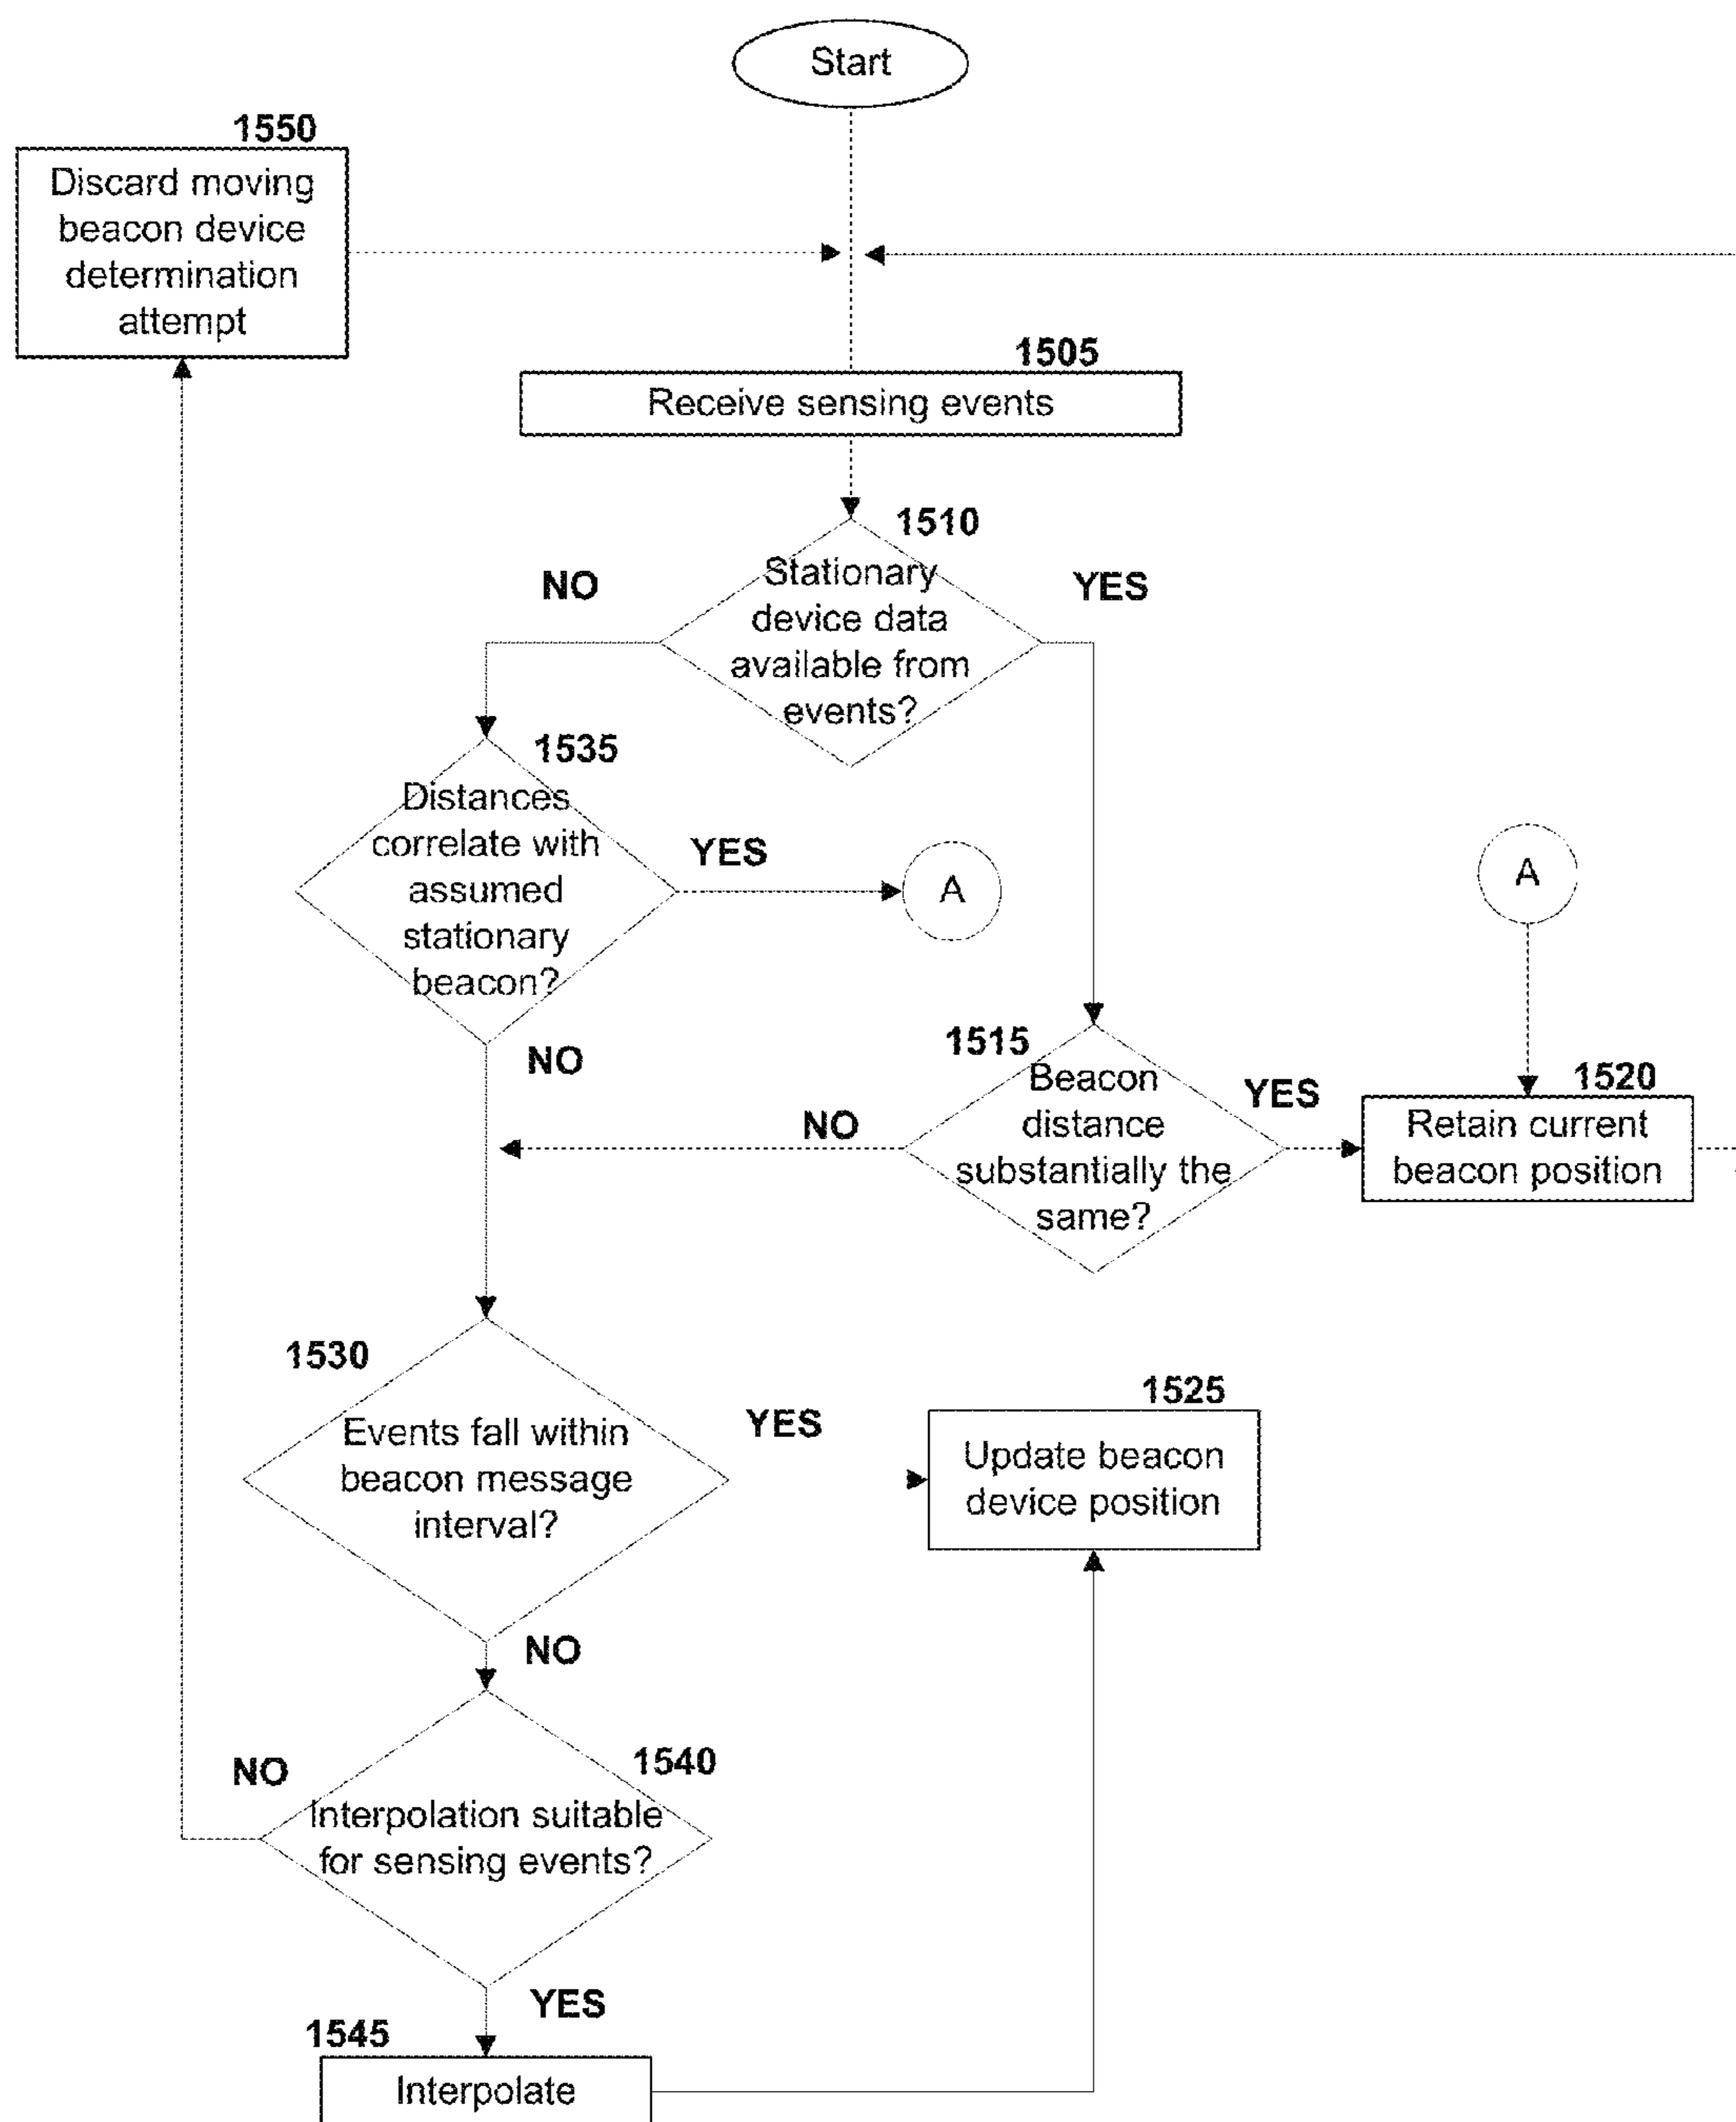 Start
1550
Discard moving
beacon device
determination
attempt
1505
Receive sensing events
1510
NO
Stationary
device data
available from
events?
YES
1535
Distances
correlate with
assumed
stationary
beacon?
YES
A
A
NO
1515
Beacon
distance
substantially the
same?
YES
NO
1520
Retain current
beacon position
1530
Events fall within
beacon message
interval?
YES
1525
Update beacon
device position
NO
NO
1540
Interpolation suitable
for sensing events?
YES
1545
Interpolate